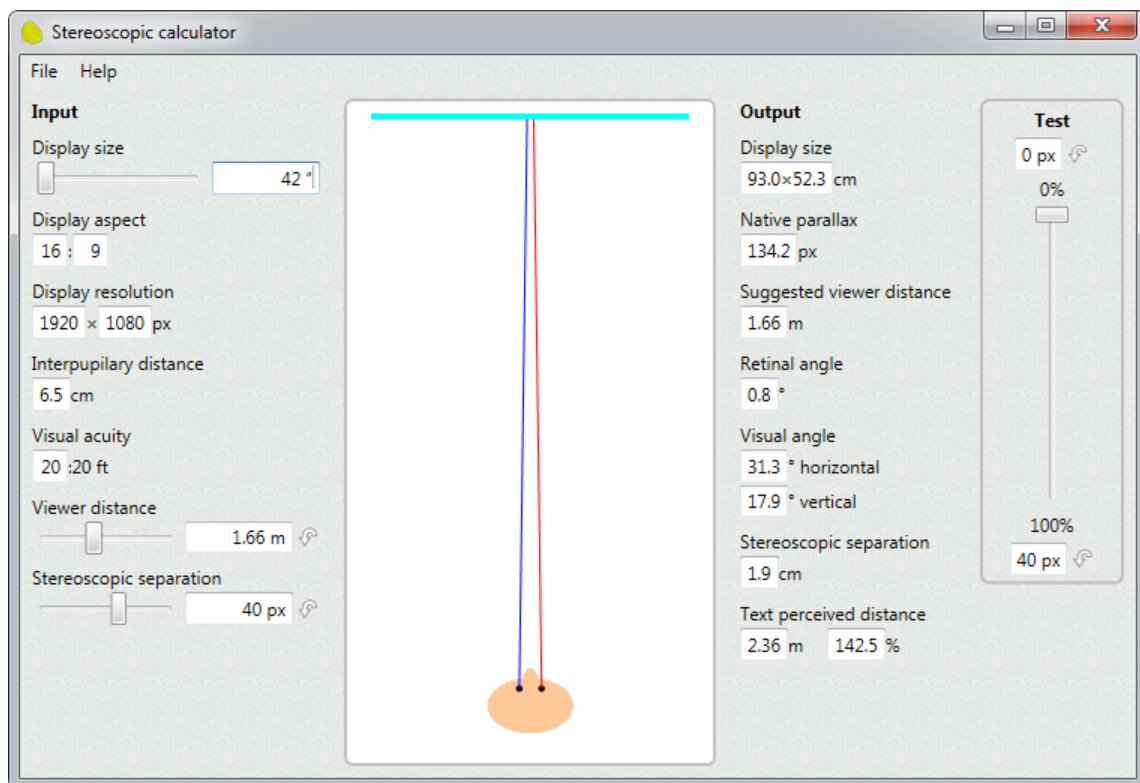 Stereoscopic calculator
File Help
Input
Display size
42 "
Display aspect
16 : 9
Display resolution
1920 × 1080 px
Interpupilary distance
6.5 cm
Visual acuity
20 :20 ft
Viewer distance
1.66 m
Stereoscopic separation
40 px
Output
Display size
93.0×52.3 cm
Native parallax
134.2 px
Suggested viewer distance
1.66 m
Retinal angle
0.8 °
Visual angle
31.3 ° horizontal
17.9 ° vertical
Stereoscopic separation
1.9 cm
Text perceived distance
2.36 m 142.5 %
Test
0 px
0%
100%
40 px